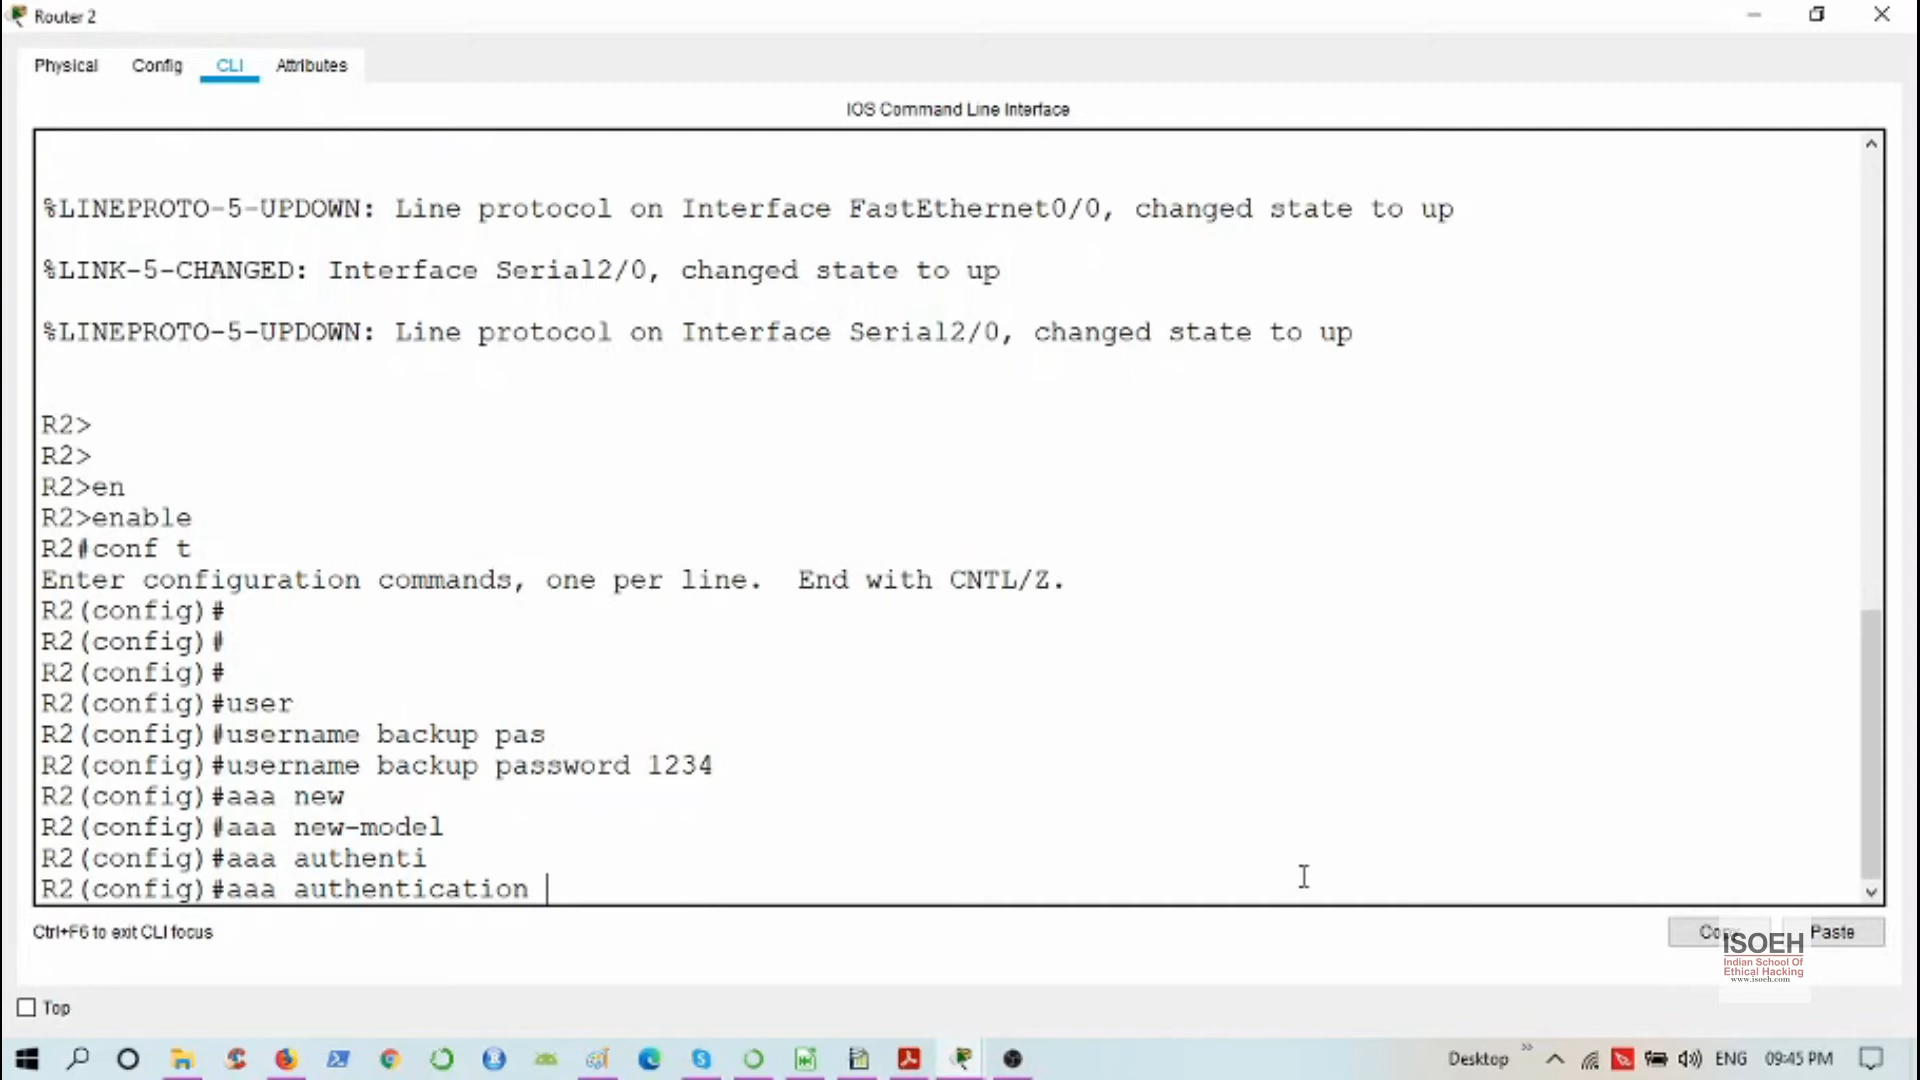 Router 2
Physical Config CLI Attributes
IOS Command Line Interface
%LINEPROTO-5-UPDOWN: Line protocol on Interface FastEthernet0/0, changed state to up
%LINK-5-CHANGED: Interface Serial2/0, changed state to up
%LINEPROTO-5-UPDOWN: Line protocol on Interface Serial2/0, changed state to up
R2>
R2>
R2>en
R2>enable
R2#conf t
Enter configuration commands, one per line.  End with CNTL/Z.
R2(config)#
R2(config)#
R2(config)#
R2(config)#user
R2(config)#username backup pas
R2(config)#username backup password 1234
R2(config)#aaa new
R2(config)#aaa new-model
R2(config)#aaa authenti
R2(config)#aaa authentication
Ctrl+F6 to exit CLI focus
Paste
ISOEH
Indian School Of
Ethical Hacking
www.isoeh.com
Top
Desktop ENG 09:45 PM